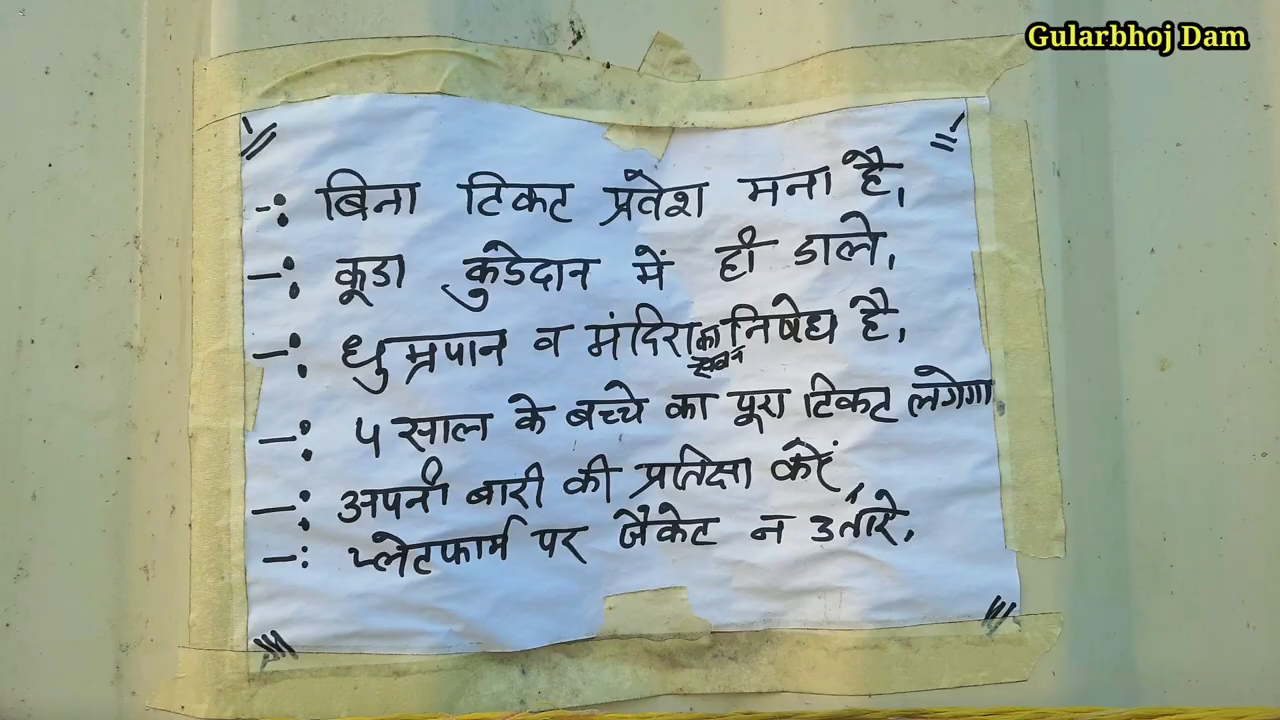 Gularbhoj Dam
-: बिना टिकट प्रवेश मना है,
-: कूडा कुंडेदान में ही डाले,
-: धुम्रपान व मंदिरा का सेवन निषेध है,
-: 5 साल के बच्चे का पूरा टिकट लगेगा
-: अपनी बारी की प्रतिक्षा करें,
-: प्लेटफार्म पर जैकेट न उतारें,